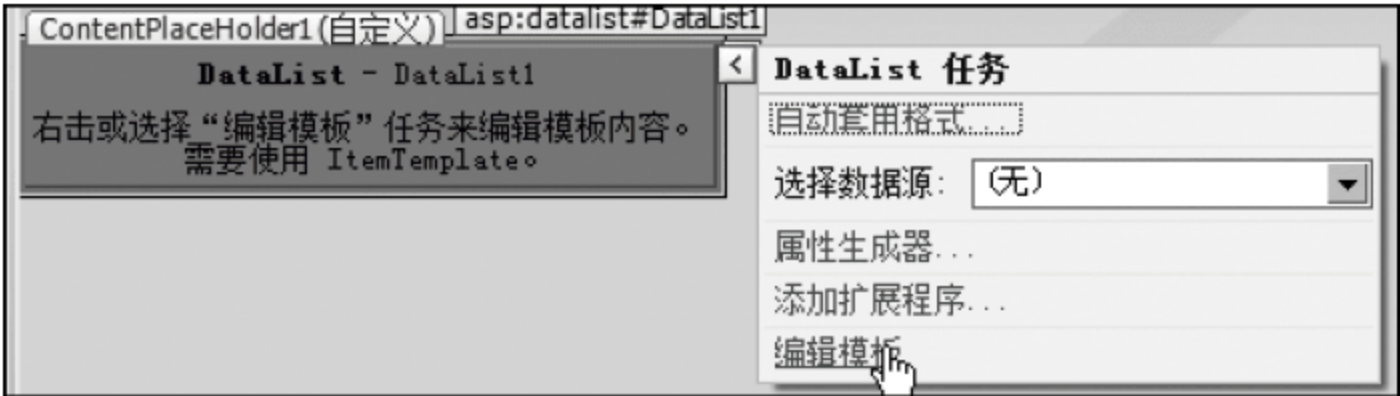 ContentPlaceHolder1(自定义)
asp:datalist#DataList1
DataList - DataList1
右击或选择“编辑模板”任务来编辑模板内容。
需要使用 ItemTemplate。
<
DataList 任务
自动套用格式...
选择数据源: (无)
属性生成器...
添加扩展程序...
编辑模板